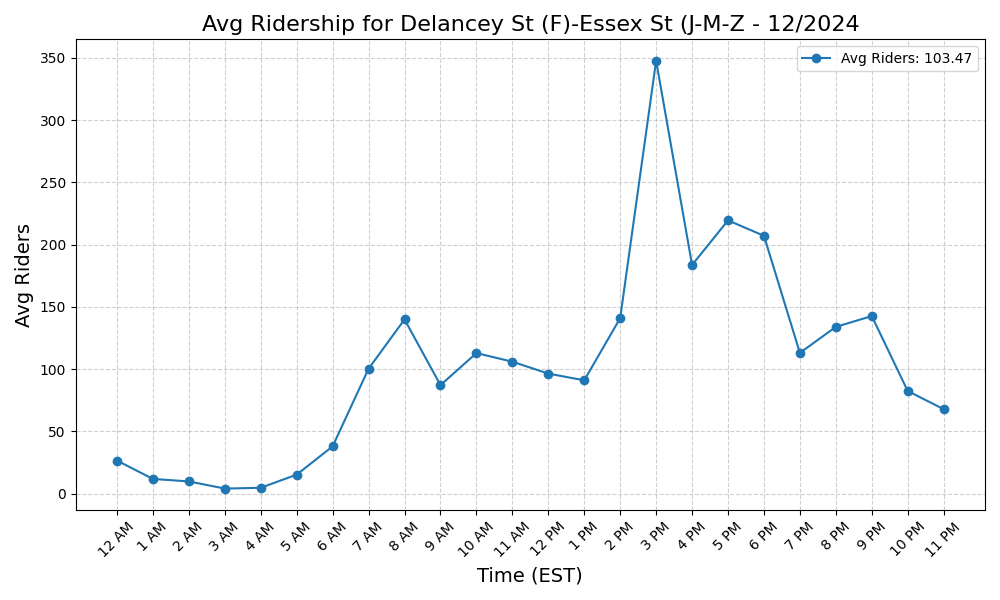 Avg Ridership for Delancey St (F)-Essex St (J-M-Z - 12/2024
Avg Riders: 103.47
Avg Riders
350
300
250
200
150
100
50
0
12 AM
1 AM
2 AM
3 AM
4 AM
5 AM
6 AM
7 AM
8 AM
9 AM
10 AM
11 AM
12 PM
1 PM
2 PM
3 PM
4 PM
5 PM
6 PM
7 PM
8 PM
9 PM
10 PM
11 PM
Time (EST)